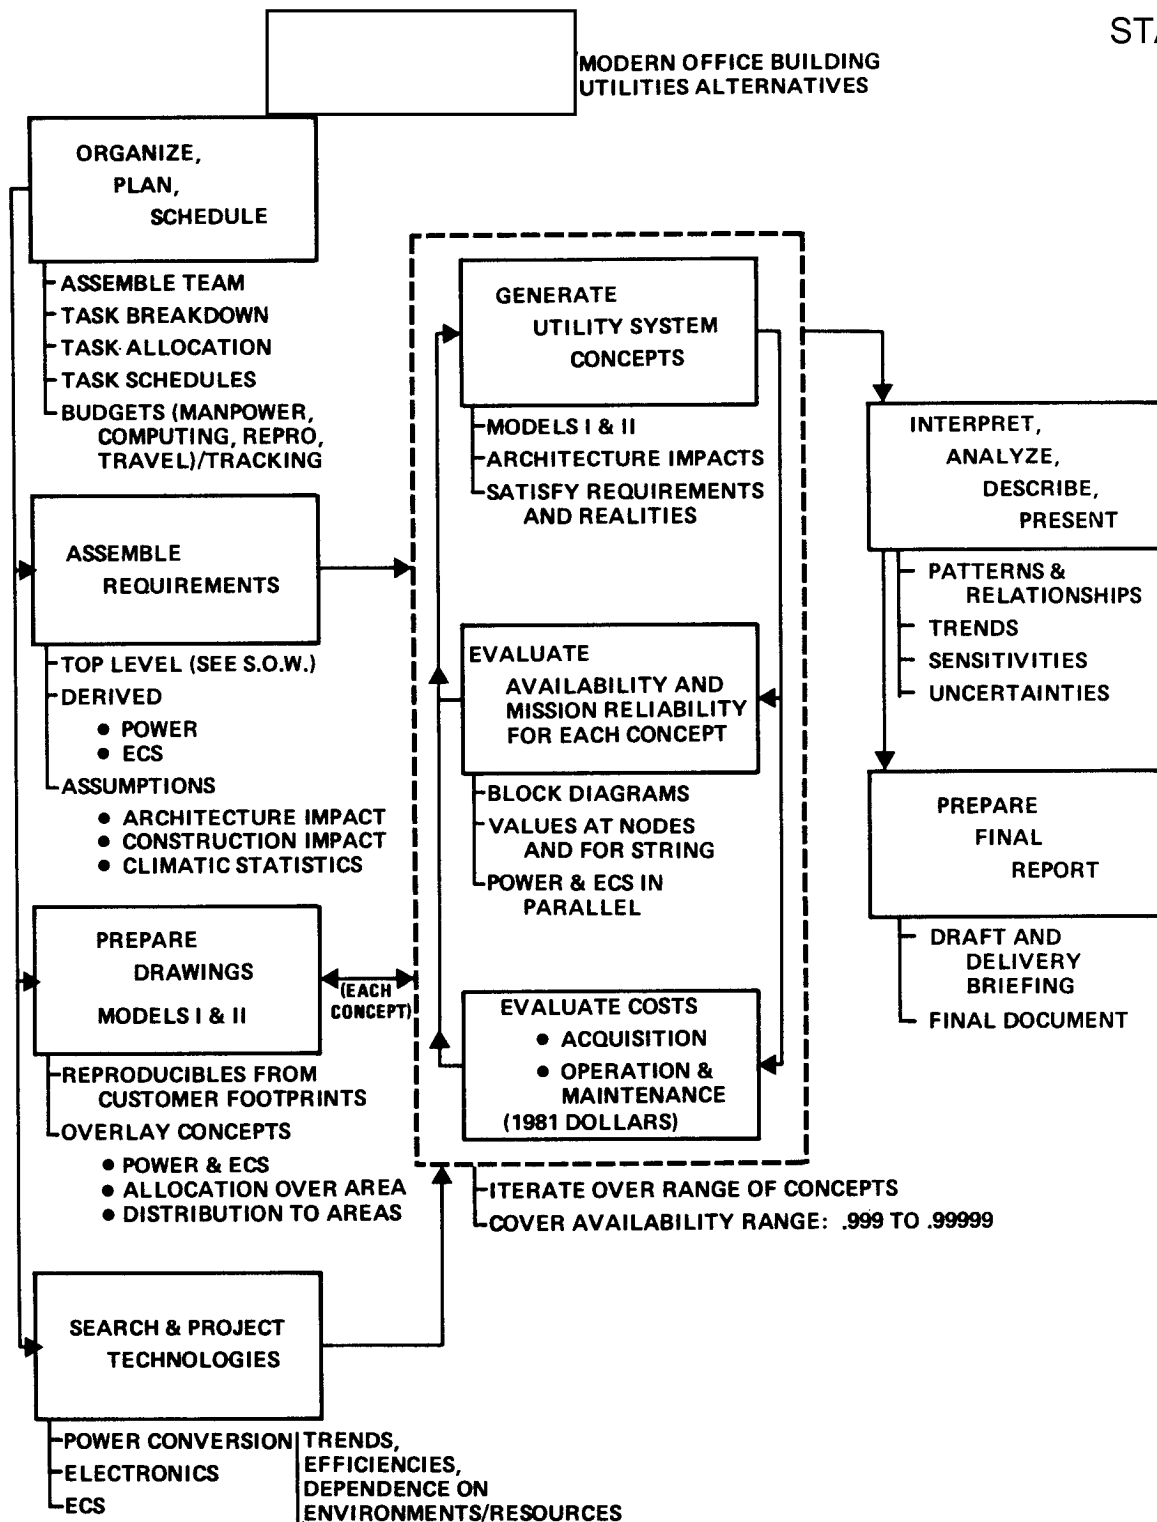 STA
MODERN OFFICE BUILDING
UTILITIES ALTERNATIVES
ORGANIZE,
PLAN,
SCHEDULE
ASSEMBLE TEAM
TASK BREAKDOWN
TASK ALLOCATION
TASK SCHEDULES
BUDGETS (MANPOWER,
COMPUTING, REPRO,
TRAVEL)/TRACKING
ASSEMBLE
REQUIREMENTS
TOP LEVEL (SEE S.O.W.)
DERIVED
● POWER
● ECS
ASSUMPTIONS
● ARCHITECTURE IMPACT
● CONSTRUCTION IMPACT
● CLIMATIC STATISTICS
PREPARE
DRAWINGS
MODELS I & II
(EACH
CONCEPT)
REPRODUCIBLES FROM
CUSTOMER FOOTPRINTS
OVERLAY CONCEPTS
● POWER & ECS
● ALLOCATION OVER AREA
● DISTRIBUTION TO AREAS
SEARCH & PROJECT
TECHNOLOGIES
POWER CONVERSION
ELECTRONICS
ECS
TRENDS,
EFFICIENCIES,
DEPENDENCE ON
ENVIRONMENTS/RESOURCES
GENERATE
UTILITY SYSTEM
CONCEPTS
MODELS I & II
ARCHITECTURE IMPACTS
SATISFY REQUIREMENTS
AND REALITIES
EVALUATE
AVAILABILITY AND
MISSION RELIABILITY
FOR EACH CONCEPT
BLOCK DIAGRAMS
VALUES AT NODES
AND FOR STRING
POWER & ECS IN
PARALLEL
EVALUATE COSTS
● ACQUISITION
● OPERATION &
MAINTENANCE
(1981 DOLLARS)
ITERATE OVER RANGE OF CONCEPTS
COVER AVAILABILITY RANGE: .999 TO .99999
INTERPRET,
ANALYZE,
DESCRIBE,
PRESENT
PATTERNS &
RELATIONSHIPS
TRENDS
SENSITIVITIES
UNCERTAINTIES
PREPARE
FINAL
REPORT
DRAFT AND
DELIVERY
BRIEFING
FINAL DOCUMENT